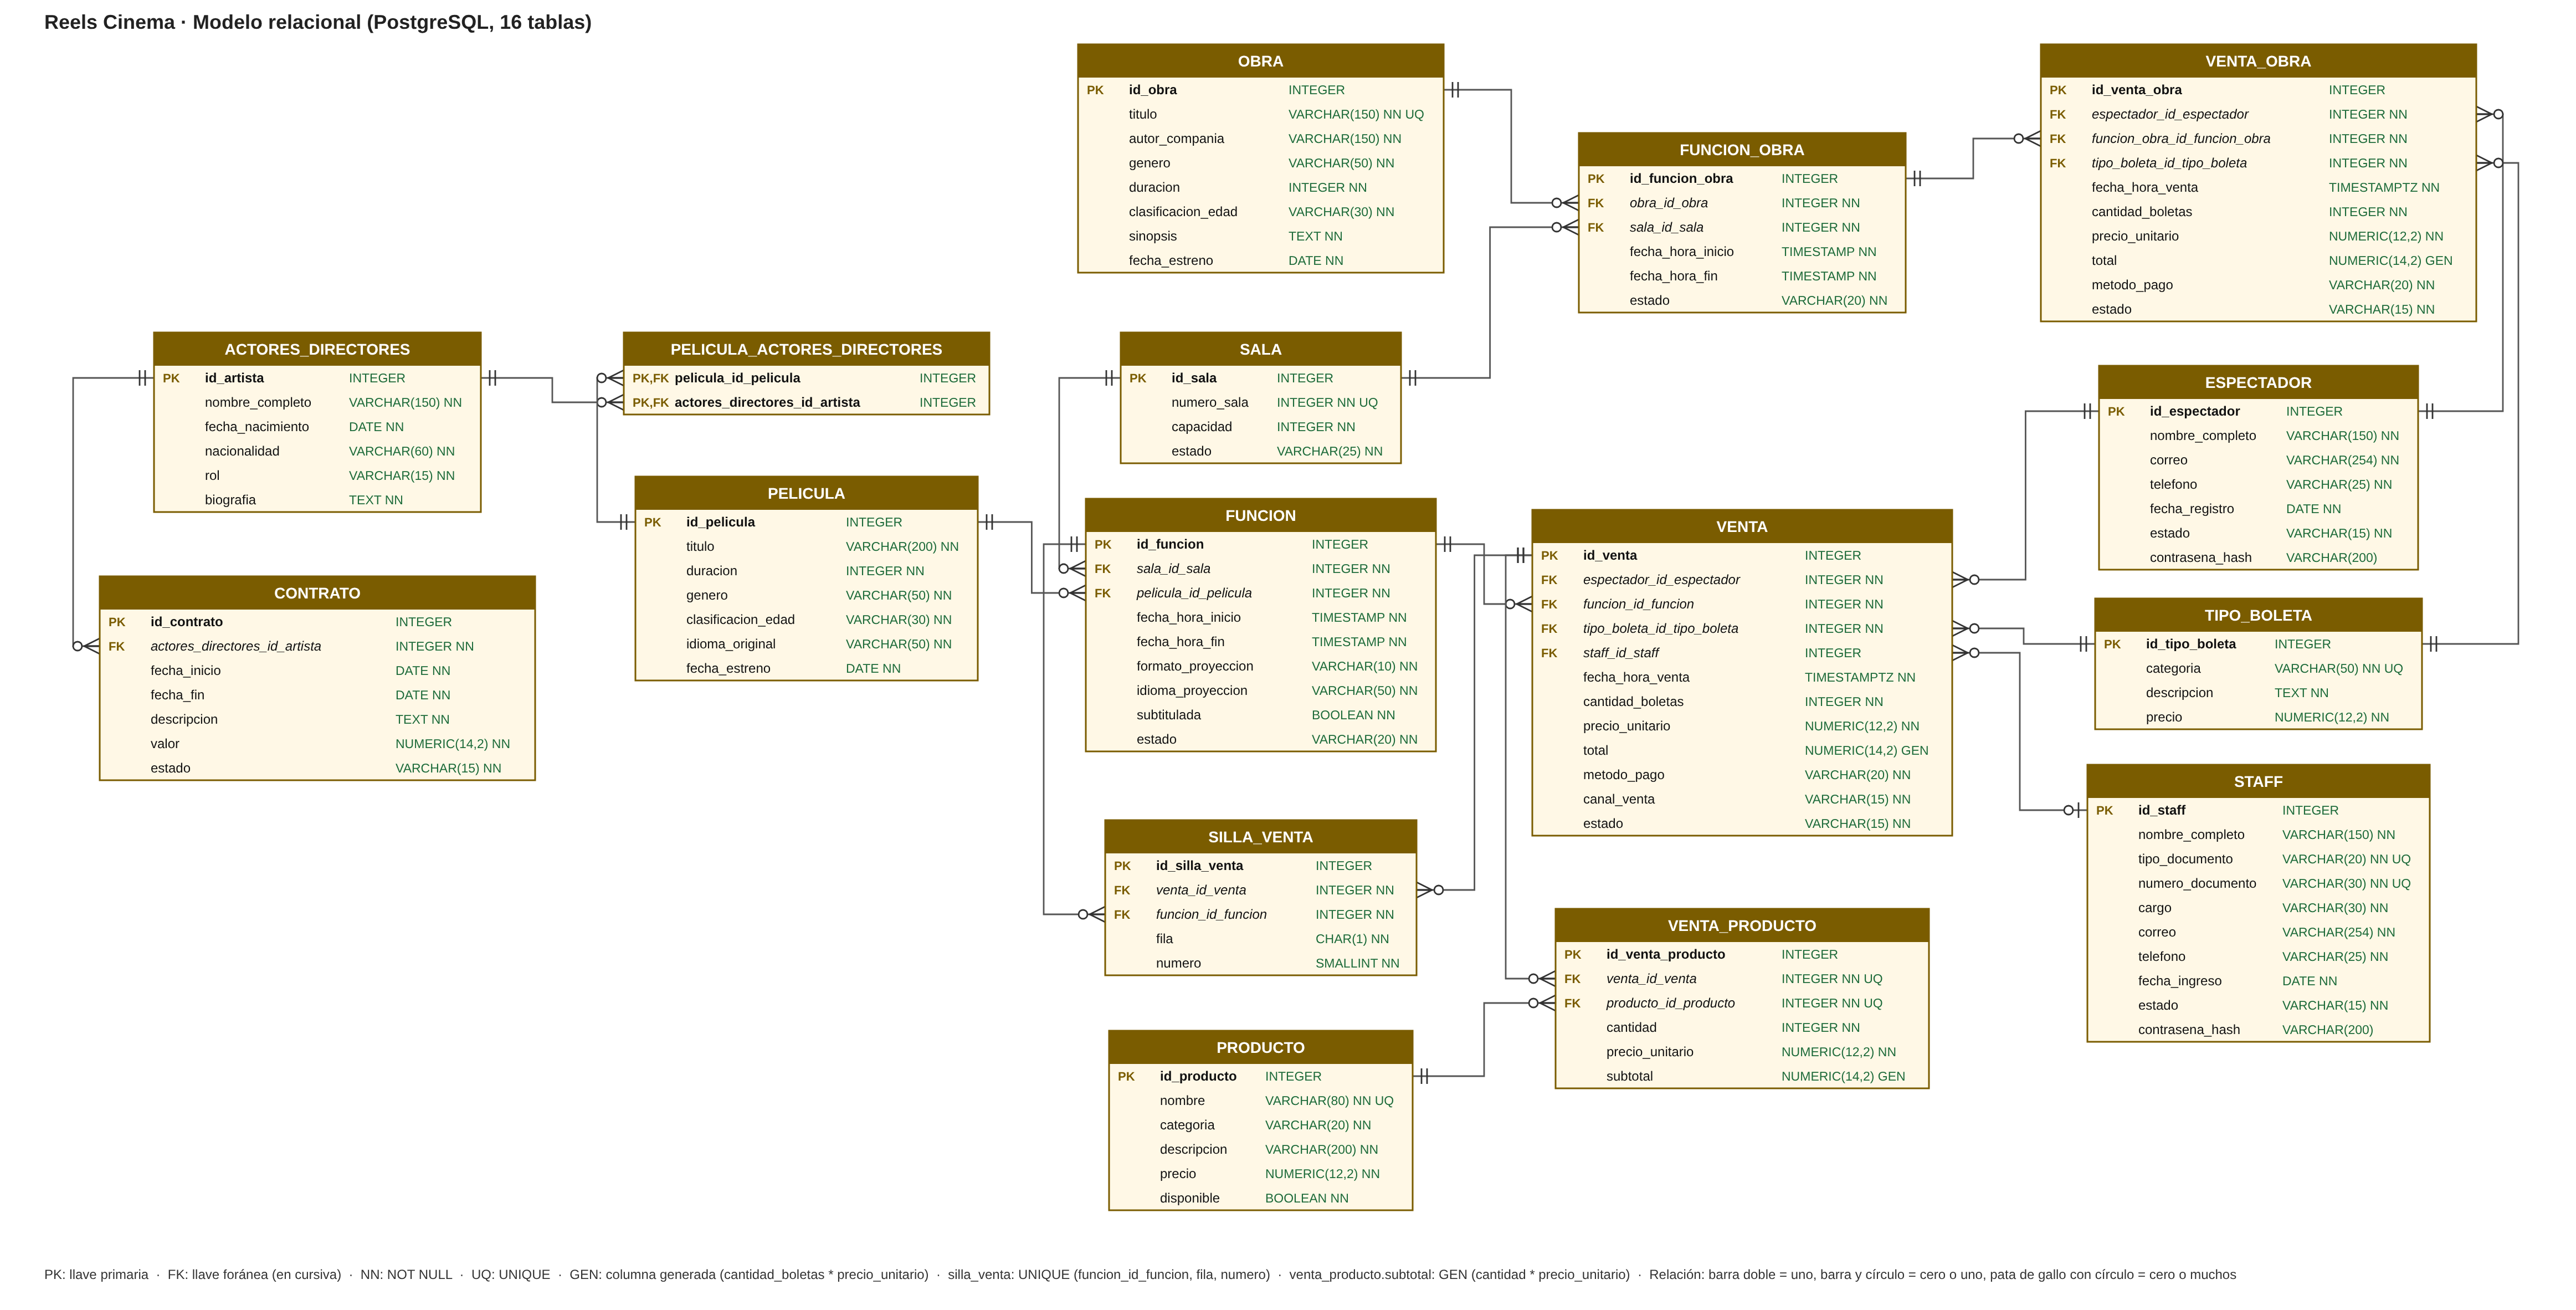 Reels Cinema · Modelo relacional (PostgreSQL, 16 tablas)
OBRA
PK id_obra INTEGER
titulo VARCHAR(150) NN UQ
autor_compania VARCHAR(150) NN
genero VARCHAR(50) NN
duracion INTEGER NN
clasificacion_edad VARCHAR(30) NN
sinopsis TEXT NN
fecha_estreno DATE NN
FUNCION_OBRA
PK id_funcion_obra INTEGER
FK obra_id_obra INTEGER NN
FK sala_id_sala INTEGER NN
fecha_hora_inicio TIMESTAMP NN
fecha_hora_fin TIMESTAMP NN
estado VARCHAR(20) NN
VENTA_OBRA
PK id_venta_obra INTEGER
FK espectador_id_espectador INTEGER NN
FK funcion_obra_id_funcion_obra INTEGER NN
FK tipo_boleta_id_tipo_boleta INTEGER NN
fecha_hora_venta TIMESTAMPTZ NN
cantidad_boletas INTEGER NN
precio_unitario NUMERIC(12,2) NN
total NUMERIC(14,2) GEN
metodo_pago VARCHAR(20) NN
estado VARCHAR(15) NN
ACTORES_DIRECTORES
PK id_artista INTEGER
nombre_completo VARCHAR(150) NN
fecha_nacimiento DATE NN
nacionalidad VARCHAR(60) NN
rol VARCHAR(15) NN
biografia TEXT NN
PELICULA_ACTORES_DIRECTORES
PK,FK pelicula_id_pelicula INTEGER
PK,FK actores_directores_id_artista INTEGER
SALA
PK id_sala INTEGER
numero_sala INTEGER NN UQ
capacidad INTEGER NN
estado VARCHAR(25) NN
ESPECTADOR
PK id_espectador INTEGER
nombre_completo VARCHAR(150) NN
correo VARCHAR(254) NN
telefono VARCHAR(25) NN
fecha_registro DATE NN
estado VARCHAR(15) NN
contrasena_hash VARCHAR(200)
PELICULA
PK id_pelicula INTEGER
titulo VARCHAR(200) NN
duracion INTEGER NN
genero VARCHAR(50) NN
clasificacion_edad VARCHAR(30) NN
idioma_original VARCHAR(50) NN
fecha_estreno DATE NN
FUNCION
PK id_funcion INTEGER
FK sala_id_sala INTEGER NN
FK pelicula_id_pelicula INTEGER NN
fecha_hora_inicio TIMESTAMP NN
fecha_hora_fin TIMESTAMP NN
formato_proyeccion VARCHAR(10) NN
idioma_proyeccion VARCHAR(50) NN
subtitulada BOOLEAN NN
estado VARCHAR(20) NN
VENTA
PK id_venta INTEGER
FK espectador_id_espectador INTEGER NN
FK funcion_id_funcion INTEGER NN
FK tipo_boleta_id_tipo_boleta INTEGER NN
FK staff_id_staff INTEGER
fecha_hora_venta TIMESTAMPTZ NN
cantidad_boletas INTEGER NN
precio_unitario NUMERIC(12,2) NN
total NUMERIC(14,2) GEN
metodo_pago VARCHAR(20) NN
canal_venta VARCHAR(15) NN
estado VARCHAR(15) NN
CONTRATO
PK id_contrato INTEGER
FK actores_directores_id_artista INTEGER NN
fecha_inicio DATE NN
fecha_fin DATE NN
descripcion TEXT NN
valor NUMERIC(14,2) NN
estado VARCHAR(15) NN
TIPO_BOLETA
PK id_tipo_boleta INTEGER
categoria VARCHAR(50) NN UQ
descripcion TEXT NN
precio NUMERIC(12,2) NN
STAFF
PK id_staff INTEGER
nombre_completo VARCHAR(150) NN
tipo_documento VARCHAR(20) NN UQ
numero_documento VARCHAR(30) NN UQ
cargo VARCHAR(30) NN
correo VARCHAR(254) NN
telefono VARCHAR(25) NN
fecha_ingreso DATE NN
estado VARCHAR(15) NN
contrasena_hash VARCHAR(200)
SILLA_VENTA
PK id_silla_venta INTEGER
FK venta_id_venta INTEGER NN
FK funcion_id_funcion INTEGER NN
fila CHAR(1) NN
numero SMALLINT NN
VENTA_PRODUCTO
PK id_venta_producto INTEGER
FK venta_id_venta INTEGER NN UQ
FK producto_id_producto INTEGER NN UQ
cantidad INTEGER NN
precio_unitario NUMERIC(12,2) NN
subtotal NUMERIC(14,2) GEN
PRODUCTO
PK id_producto INTEGER
nombre VARCHAR(80) NN UQ
categoria VARCHAR(20) NN
descripcion VARCHAR(200) NN
precio NUMERIC(12,2) NN
disponible BOOLEAN NN
PK: llave primaria · FK: llave foránea (en cursiva) · NN: NOT NULL · UQ: UNIQUE · GEN: columna generada (cantidad_boletas * precio_unitario) · silla_venta: UNIQUE (funcion_id_funcion, fila, numero) · venta_producto.subtotal: GEN (cantidad * precio_unitario) · Relación: barra doble = uno, barra y círculo = cero o uno, pata de gallo con círculo = cero o muchos